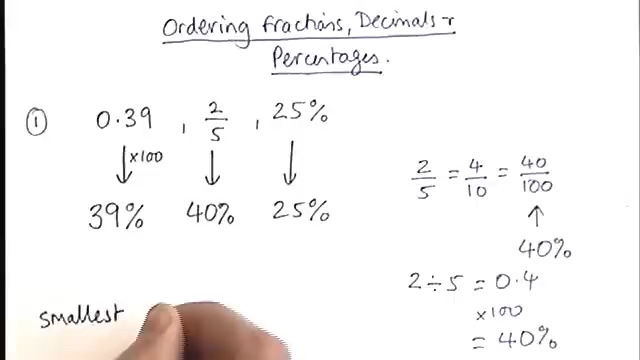 Ordering fractions, Decimals +
Percentages.
① 0.39 , 2/5 , 25%
×100
39% 40% 25%
2/5 = 4/10 = 40/100
40%
2 ÷ 5 = 0.4
×100
= 40%
smallest